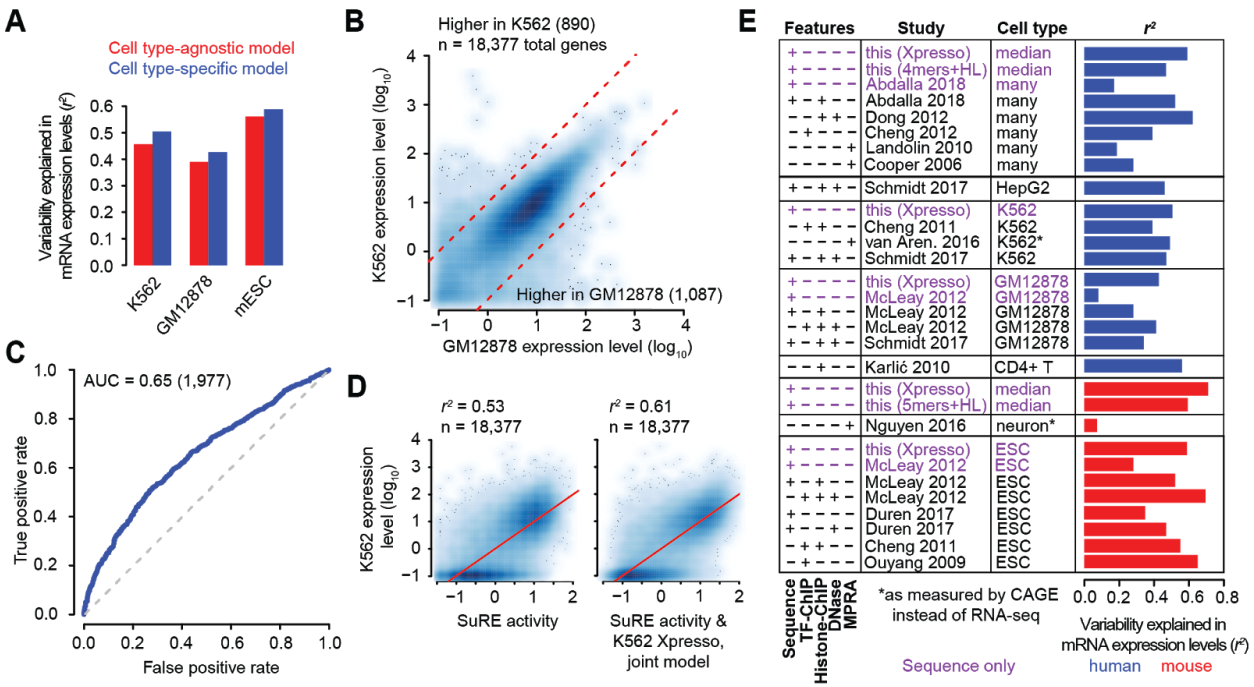 A
Cell type-agnostic model
Cell type-specific model
Variability explained in
mRNA expression levels (r²)
0.6
0.5
0.4
0.3
0.2
0.1
0.0
K562
GM12878
mESC
B
Higher in K562 (890)
n = 18,377 total genes
K562 expression level (log₁₀)
4
3
2
1
0
−1
Higher in GM12878 (1,087)
−1 0 1 2 3 4
GM12878 expression level (log₁₀)
C
AUC = 0.65 (1,977)
True positive rate
1.0
0.8
0.6
0.4
0.2
0.0
0.0 0.2 0.4 0.6 0.8 1.0
False positive rate
D
r² = 0.53
n = 18,377
r² = 0.61
n = 18,377
K562 expression
level (log₁₀)
4
3
2
1
0
−1
−1 0 1 2
−1 0 1 2
SuRE activity
SuRE activity &
K562 Xpresso,
joint model
E
Features Study Cell type r²
+ − − − − this (Xpresso) median
+ − − − − this (4mers+HL) median
+ − − − − Abdalla 2018 many
+ − + − − Abdalla 2018 many
− − + + − Dong 2012 many
− + − − − Cheng 2012 many
− − − − + Landolin 2010 many
− − − − + Cooper 2006 many
+ − + + − Schmidt 2017 HepG2
+ − − − − this (Xpresso) K562
− + + − − Cheng 2011 K562
− − − − + van Aren. 2016 K562*
+ − + + − Schmidt 2017 K562
+ − − − − this (Xpresso) GM12878
+ − − − − McLeay 2012 GM12878
+ − + − − McLeay 2012 GM12878
− + + + − McLeay 2012 GM12878
+ − + + − Schmidt 2017 GM12878
− − + − − Karlić 2010 CD4+ T
+ − − − − this (Xpresso) median
+ − − − − this (5mers+HL) median
− − − − + Nguyen 2016 neuron*
+ − − − − this (Xpresso) ESC
+ − − − − McLeay 2012 ESC
+ − + − − McLeay 2012 ESC
− + + + − McLeay 2012 ESC
+ − − − − Duren 2017 ESC
+ − − + − Duren 2017 ESC
− + + − − Cheng 2011 ESC
− + − − − Ouyang 2009 ESC
Sequence
TF-ChIP
Histone-ChIP
DNase
MPRA
*as measured by CAGE
instead of RNA-seq
Sequence only
0.0 0.2 0.4 0.6 0.8
Variability explained in
mRNA expression levels (r²)
human mouse